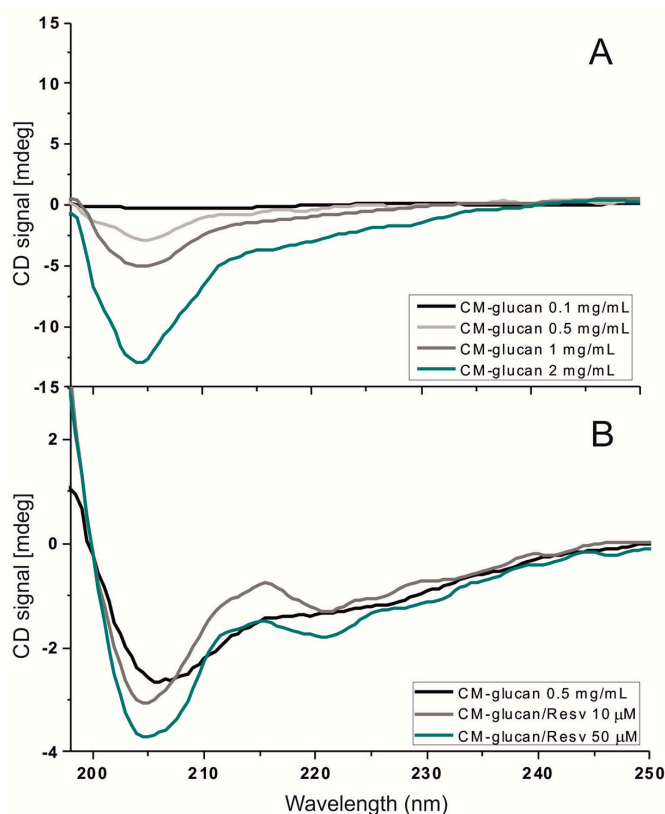 A
15
10
5
0
-5
-10
-15
CD signal [mdeg]
CM-glucan 0.1 mg/mL
CM-glucan 0.5 mg/mL
CM-glucan 1 mg/mL
CM-glucan 2 mg/mL
B
2
0
-2
-4
CD signal [mdeg]
CM-glucan 0.5 mg/mL
CM-glucan/Resv 10 μM
CM-glucan/Resv 50 μM
200 210 220 230 240 250
Wavelength (nm)